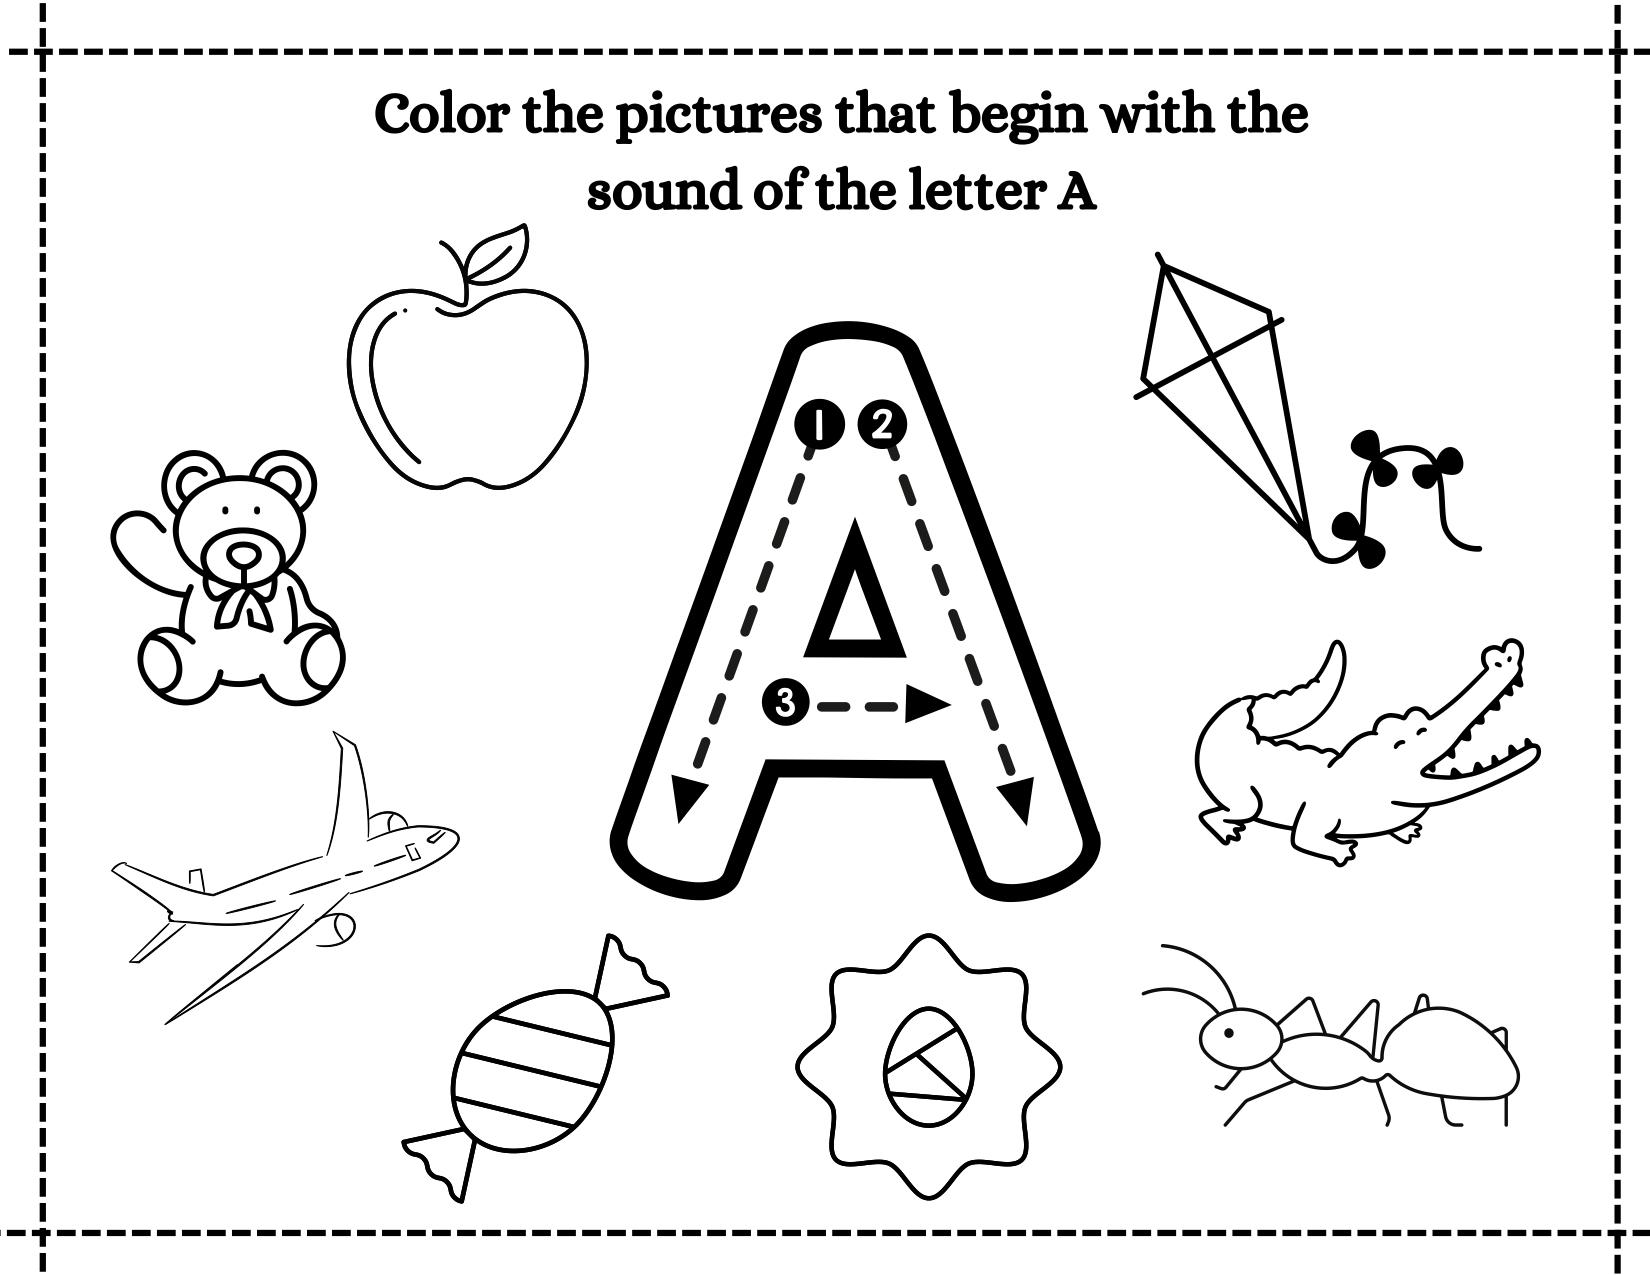 Color the pictures that begin with the
sound of the letter A
1 2
3